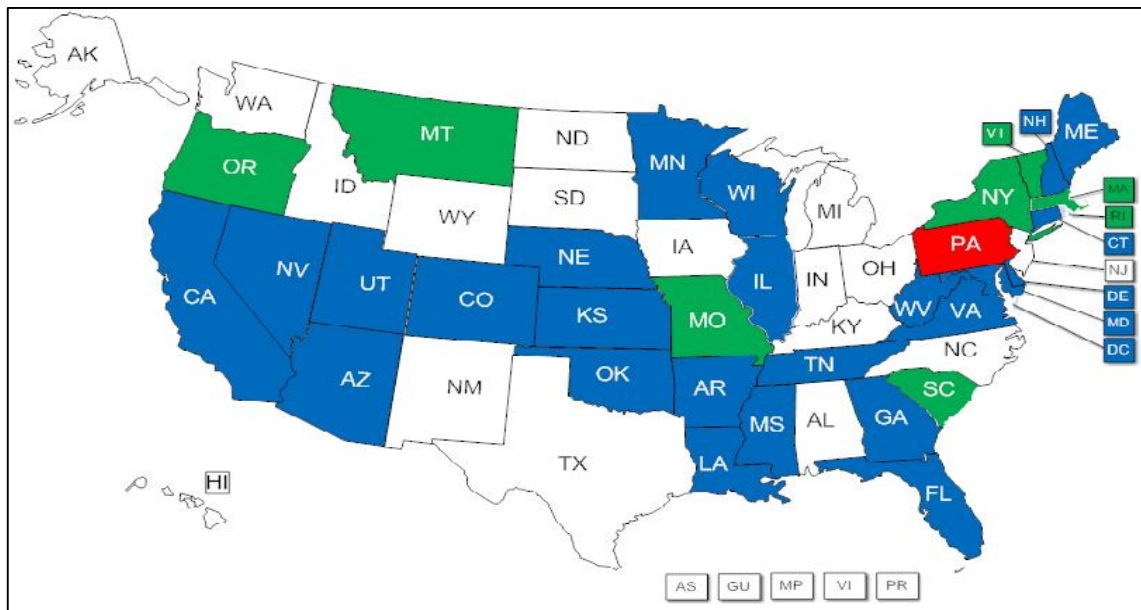 AK
WA
MT
ND
MN
VI
NH
ME
OR
ID
SD
WI
MI
NY
MA
RI
WY
IA
PA
CT
NJ
NV
UT
NE
IL
IN
OH
DE
CA
CO
KS
MO
KY
WV
VA
MD
DC
AZ
NM
OK
AR
TN
NC
SC
MS
AL
GA
TX
LA
FL
HI
AS
GU
MP
VI
PR